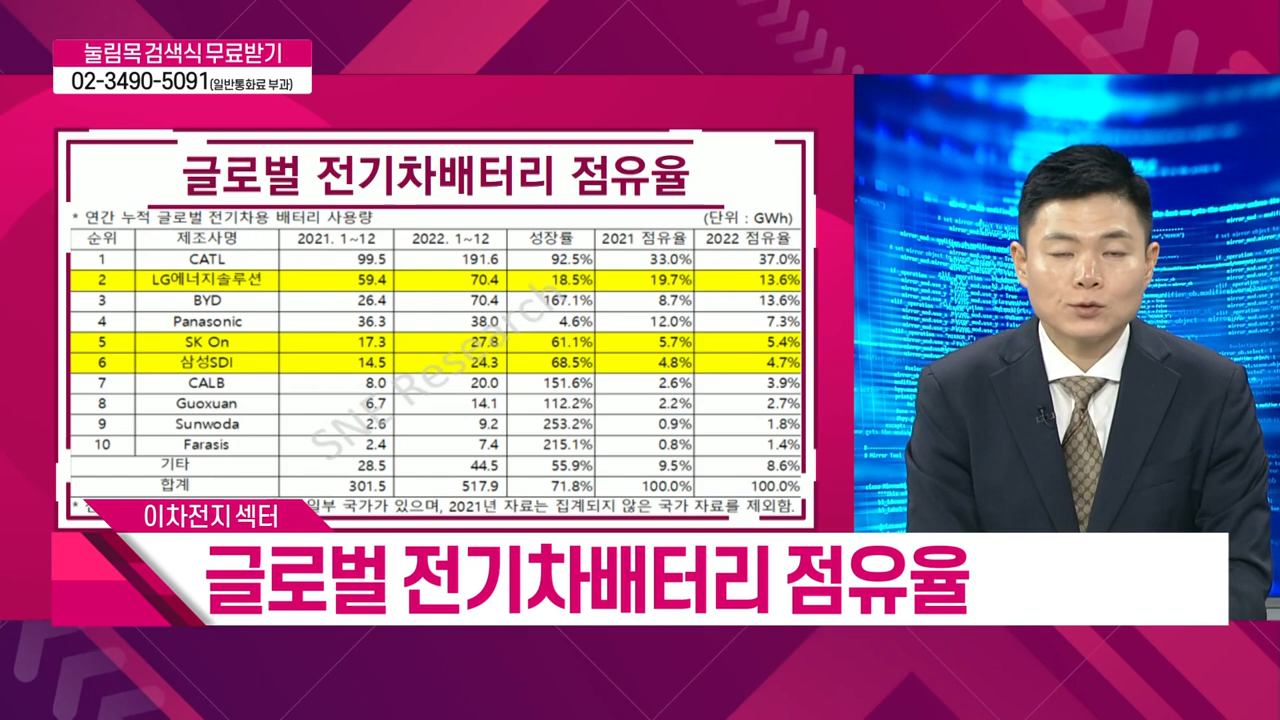 눌림목 검색식 무료받기
02-3490-5091(일반통화료 부과)
글로벌 전기차배터리 점유율
* 연간 누적 글로벌 전기차용 배터리 사용량 (단위 : GWh)
순위 제조사명 2021. 1~12 2022. 1~12 성장률 2021 점유율 2022 점유율
1 CATL 99.5 191.6 92.5% 33.0% 37.0%
2 LG에너지솔루션 59.4 70.4 18.5% 19.7% 13.6%
3 BYD 26.4 70.4 167.1% 8.7% 13.6%
4 Panasonic 36.3 38.0 4.6% 12.0% 7.3%
5 SK On 17.3 27.8 61.1% 5.7% 5.4%
6 삼성SDI 14.5 24.3 68.5% 4.8% 4.7%
7 CALB 8.0 20.0 151.6% 2.6% 3.9%
8 Guoxuan 6.7 14.1 112.2% 2.2% 2.7%
9 Sunwoda 2.6 9.2 253.2% 0.9% 1.8%
10 Farasis 2.4 7.4 215.1% 0.8% 1.4%
기타 28.5 44.5 55.9% 9.5% 8.6%
합계 301.5 517.9 71.8% 100.0% 100.0%
일부 국가가 있으며, 2021년 자료는 집계되지 않은 국가 자료를 제외함.
SNE Research
이차전지 섹터
글로벌 전기차배터리 점유율